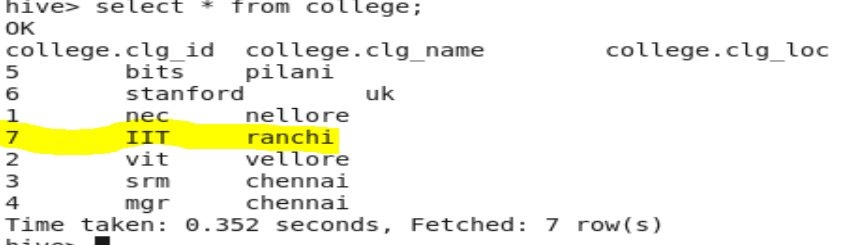 hive> select * from college;
OK
college.clg_id college.clg_name college.clg_loc
5 bits pilani
6 stanford uk
1 nec nellore
7 IIT ranchi
2 vit vellore
3 srm chennai
4 mgr chennai
Time taken: 0.352 seconds, Fetched: 7 row(s)
hive>